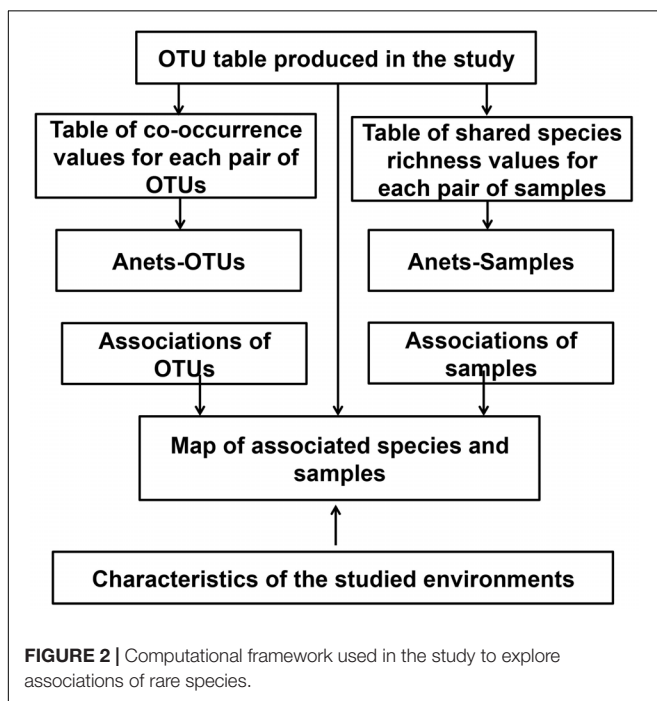 OTU table produced in the study
Table of co-occurrence
values for each pair of
OTUs
Table of shared species
richness values for
each pair of samples
Anets-OTUs
Anets-Samples
Associations of
OTUs
Associations of
samples
Map of associated species and
samples
Characteristics of the studied environments
FIGURE 2 | Computational framework used in the study to explore
associations of rare species.